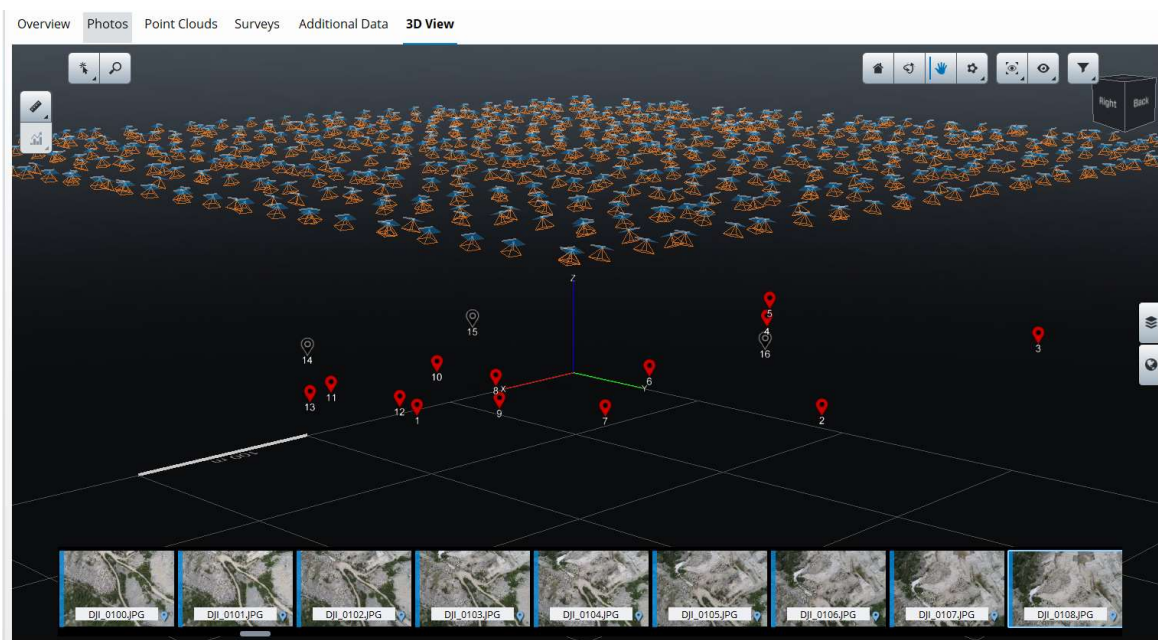 Overview Photos Point Clouds Surveys Additional Data 3D View
Right Back
Z
5
4
15
16
3
14
10
6
8 X
Y
11
13
12
1
9
7
2
100 m
DJI_0100.JPG DJI_0101.JPG DJI_0102.JPG DJI_0103.JPG DJI_0104.JPG DJI_0105.JPG DJI_0106.JPG DJI_0107.JPG DJI_0108.JPG